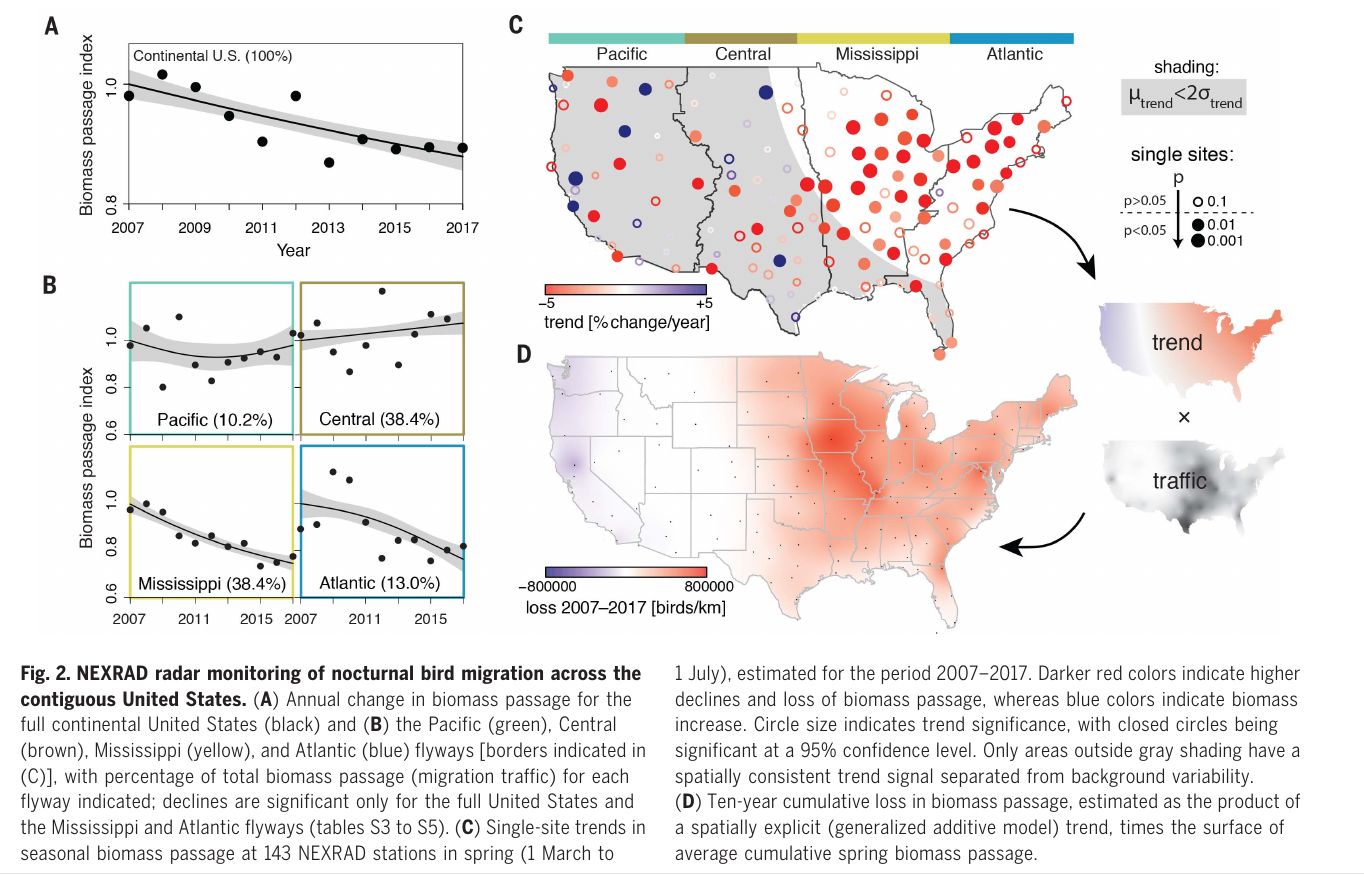 A
Continental U.S. (100%)
Biomass passage index
1.0
0.8
2007 2009 2011 2013 2015 2017
Year
B
Biomass passage index
1.0
0.8
0.6
Pacific (10.2%)
Central (38.4%)
1.0
0.8
0.6
Mississippi (38.4%)
Atlantic (13.0%)
2007 2011 2015 2007 2011 2015
C
Pacific Central Mississippi Atlantic
−5 +5
trend [% change/year]
shading:
μtrend<2σtrend
single sites:
p
p>0.05
p<0.05
0.1
0.01
0.001
D
−800000 800000
loss 2007–2017 [birds/km]
trend
×
traffic
Fig. 2. NEXRAD radar monitoring of nocturnal bird migration across the
contiguous United States. (A) Annual change in biomass passage for the
full continental United States (black) and (B) the Pacific (green), Central
(brown), Mississippi (yellow), and Atlantic (blue) flyways [borders indicated in
(C)], with percentage of total biomass passage (migration traffic) for each
flyway indicated; declines are significant only for the full United States and
the Mississippi and Atlantic flyways (tables S3 to S5). (C) Single-site trends in
seasonal biomass passage at 143 NEXRAD stations in spring (1 March to
1 July), estimated for the period 2007–2017. Darker red colors indicate higher
declines and loss of biomass passage, whereas blue colors indicate biomass
increase. Circle size indicates trend significance, with closed circles being
significant at a 95% confidence level. Only areas outside gray shading have a
spatially consistent trend signal separated from background variability.
(D) Ten-year cumulative loss in biomass passage, estimated as the product of
a spatially explicit (generalized additive model) trend, times the surface of
average cumulative spring biomass passage.